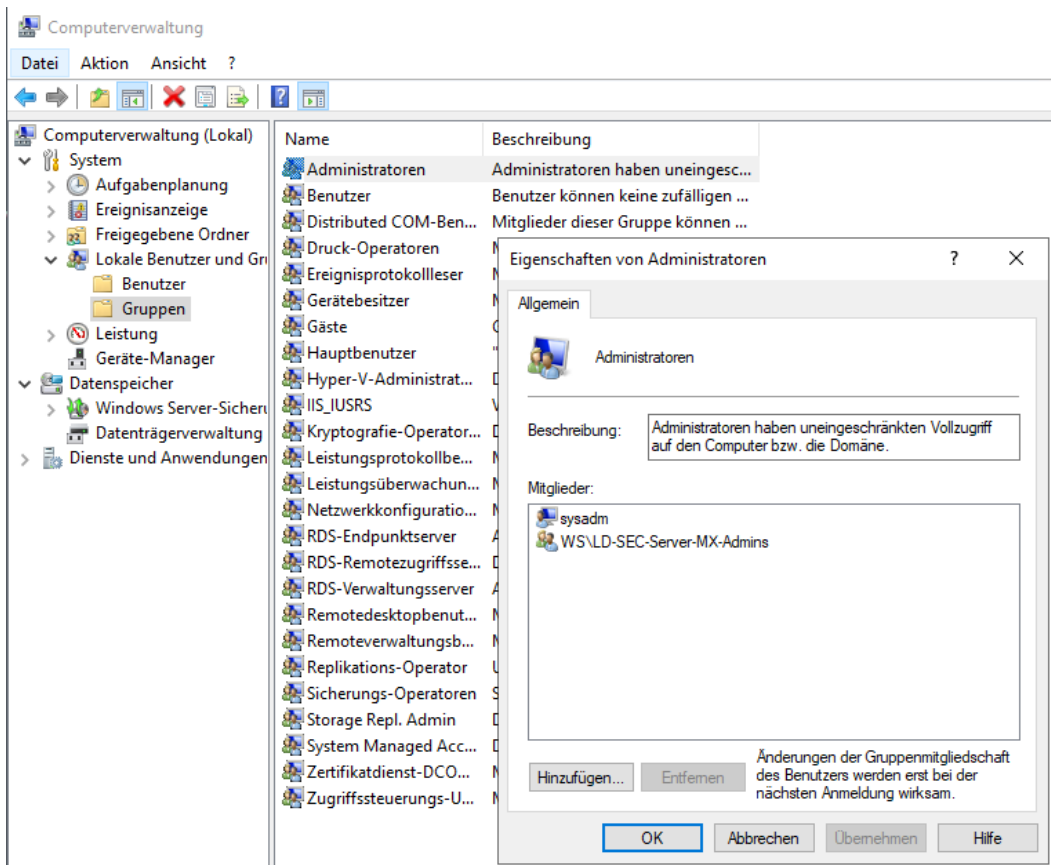 Computerverwaltung
Datei Aktion Ansicht ?
Computerverwaltung (Lokal)
System
Aufgabenplanung
Ereignisanzeige
Freigegebene Ordner
Lokale Benutzer und Gru
Benutzer
Gruppen
Leistung
Geräte-Manager
Datenspeicher
Windows Server-Sicheru
Datenträgerverwaltung
Dienste und Anwendungen
Name Beschreibung
Administratoren Administratoren haben uneingesc...
Benutzer Benutzer können keine zufälligen ...
Distributed COM-Ben... Mitglieder dieser Gruppe können ...
Druck-Operatoren
Ereignisprotokollleser
Gerätebesitzer
Gäste
Hauptbenutzer
Hyper-V-Administrat...
IIS_IUSRS
Kryptografie-Operator...
Leistungsprotokollbe...
Leistungsüberwachun...
Netzwerkkonfiguratio...
RDS-Endpunktserver
RDS-Remotezugriffsse...
RDS-Verwaltungsserver
Remotedesktopbenut...
Remoteverwaltungsb...
Replikations-Operator
Sicherungs-Operatoren
Storage Repl. Admin
System Managed Acc...
Zertifikatdienst-DCO...
Zugriffssteuerungs-U...
Eigenschaften von Administratoren ?
Allgemein
Administratoren
Beschreibung: Administratoren haben uneingeschränkten Vollzugriff
auf den Computer bzw. die Domäne.
Mitglieder:
sysadm
WS\LD-SEC-Server-MX-Admins
Hinzufügen... Entfernen
Änderungen der Gruppenmitgliedschaft
des Benutzers werden erst bei der
nächsten Anmeldung wirksam.
OK Abbrechen Übernehmen Hilfe